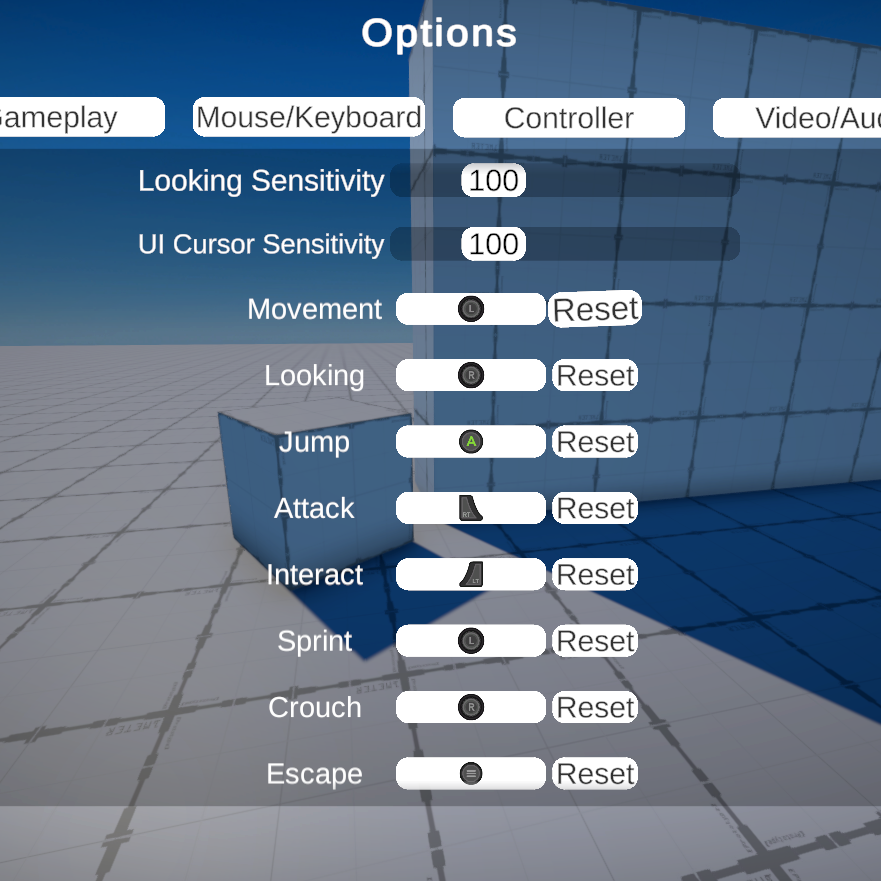 Options
Gameplay Mouse/Keyboard Controller Video/Aud
Looking Sensitivity 100
UI Cursor Sensitivity 100
Movement L Reset
Looking R Reset
Jump A Reset
Attack RT Reset
Interact LT Reset
Sprint L Reset
Crouch R Reset
Escape Reset